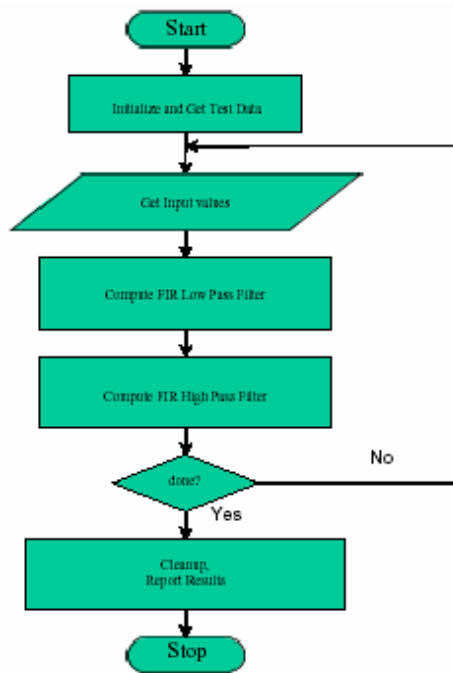 Start
Initialize and Get Test Data
Get Input values
Compute FIR Low Pass Filter
Compute FIR High Pass Filter
done?
No
Yes
Cleanup,
Report Results
Stop